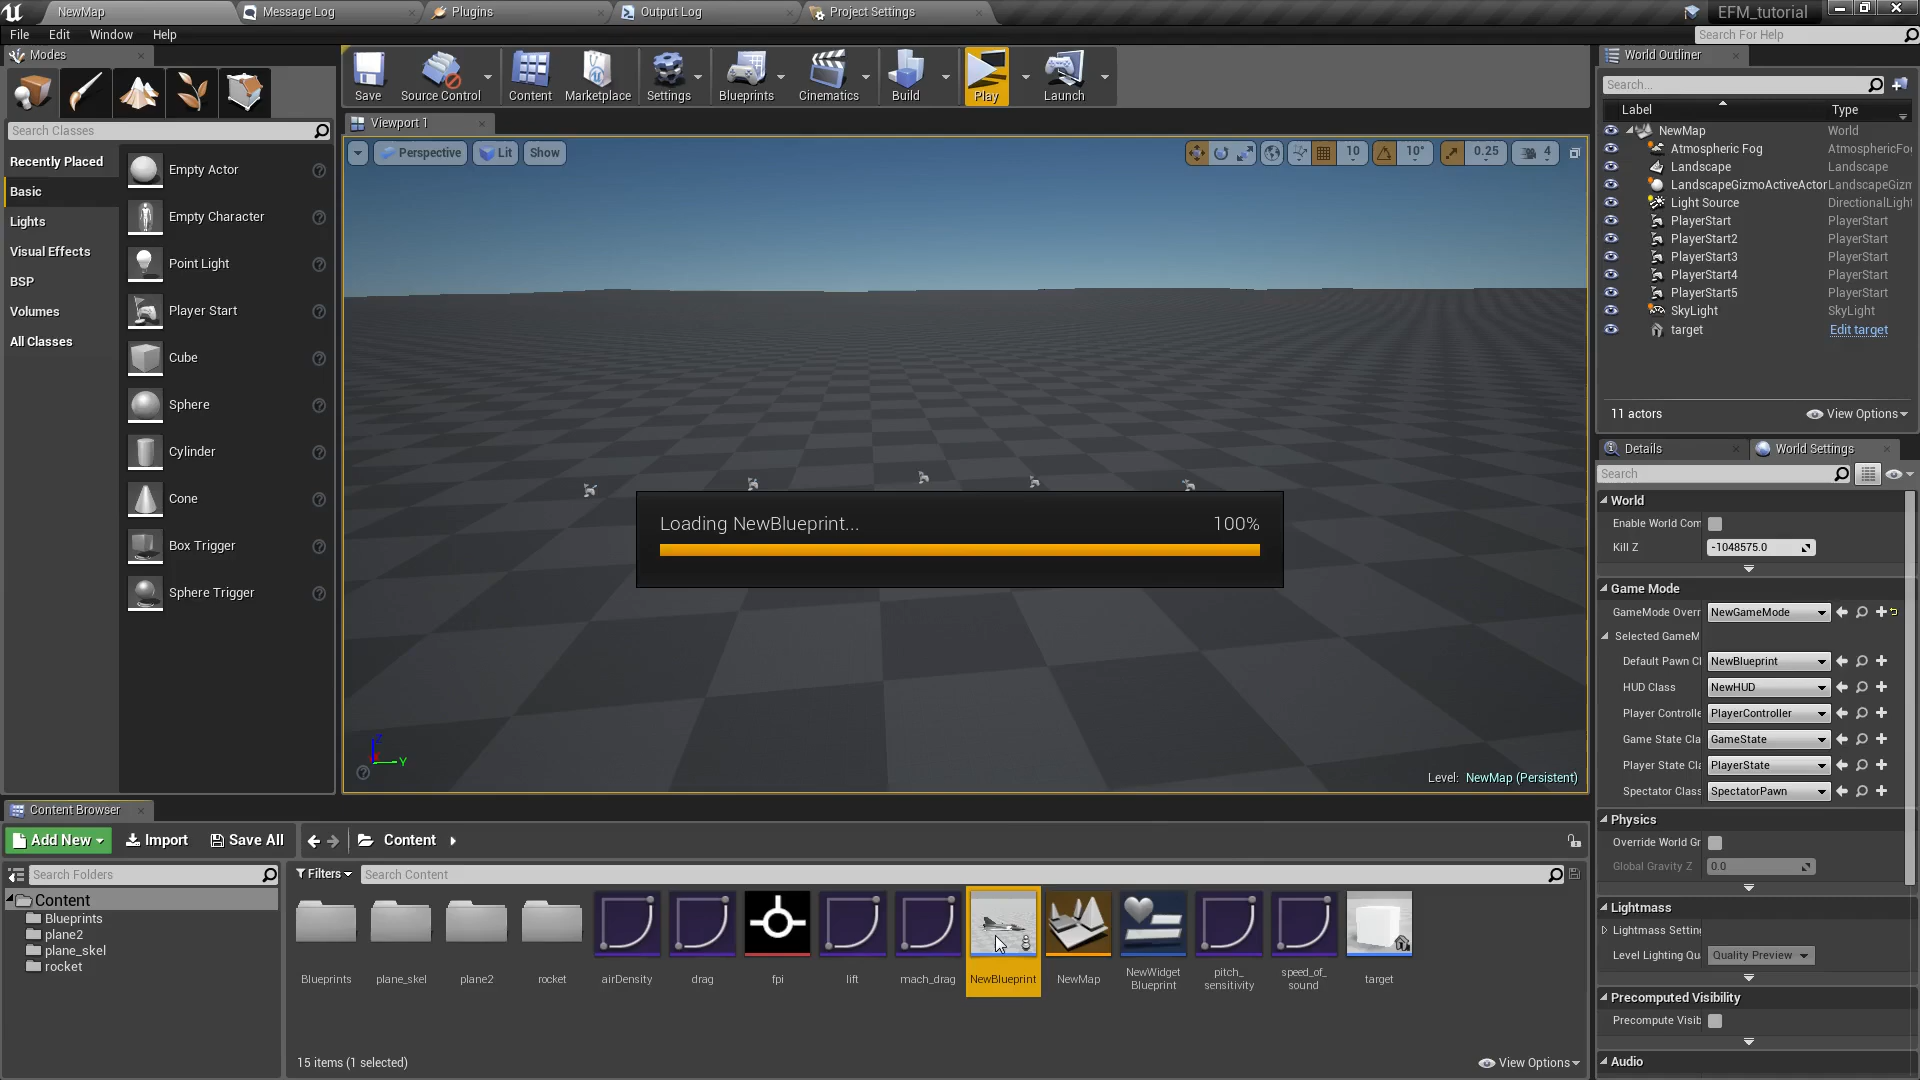 NewMap
Message Log
Plugins
Output Log
Project Settings
EFM_tutorial
File Edit Window Help
Search For Help
Modes
Search Classes
Recently Placed
Basic
Lights
Visual Effects
BSP
Volumes
All Classes
Empty Actor
Empty Character
Point Light
Player Start
Cube
Sphere
Cylinder
Cone
Box Trigger
Sphere Trigger
Save
Source Control
Content
Marketplace
Settings
Blueprints
Cinematics
Build
Play
Launch
Viewport 1
Perspective
Lit
Show
10
10°
0.25
4
Loading NewBlueprint...
100%
Z
Y
Level: NewMap (Persistent)
World Outliner
Search...
Label Type
NewMap World
Atmospheric Fog AtmosphericFo
Landscape Landscape
LandscapeGizmoActiveActor LandscapeGizm
Light Source DirectionalLight
PlayerStart PlayerStart
PlayerStart2 PlayerStart
PlayerStart3 PlayerStart
PlayerStart4 PlayerStart
PlayerStart5 PlayerStart
SkyLight SkyLight
target Edit target
11 actors
View Options
Details
World Settings
Search
World
Enable World Com
Kill Z -1048575.0
Game Mode
GameMode Overr NewGameMode
Selected GameM
Default Pawn Cl NewBlueprint
HUD Class NewHUD
Player Controlle PlayerController
Game State Cla GameState
Player State Cla PlayerState
Spectator Class SpectatorPawn
Physics
Override World Gr
Global Gravity Z 0.0
Lightmass
Lightmass Settin
Level Lighting Qu Quality Preview
Precomputed Visibility
Precompute Visib
Audio
Content Browser
Add New
Import
Save All
Content
Search Folders
Content
Blueprints
plane2
plane_skel
rocket
Filters
Search Content
Blueprints
plane_skel
plane2
rocket
airDensity
drag
fpi
lift
mach_drag
NewBlueprint
NewMap
NewWidget
Blueprint
pitch_
sensitivity
speed_of_
sound
target
15 items (1 selected)
View Options